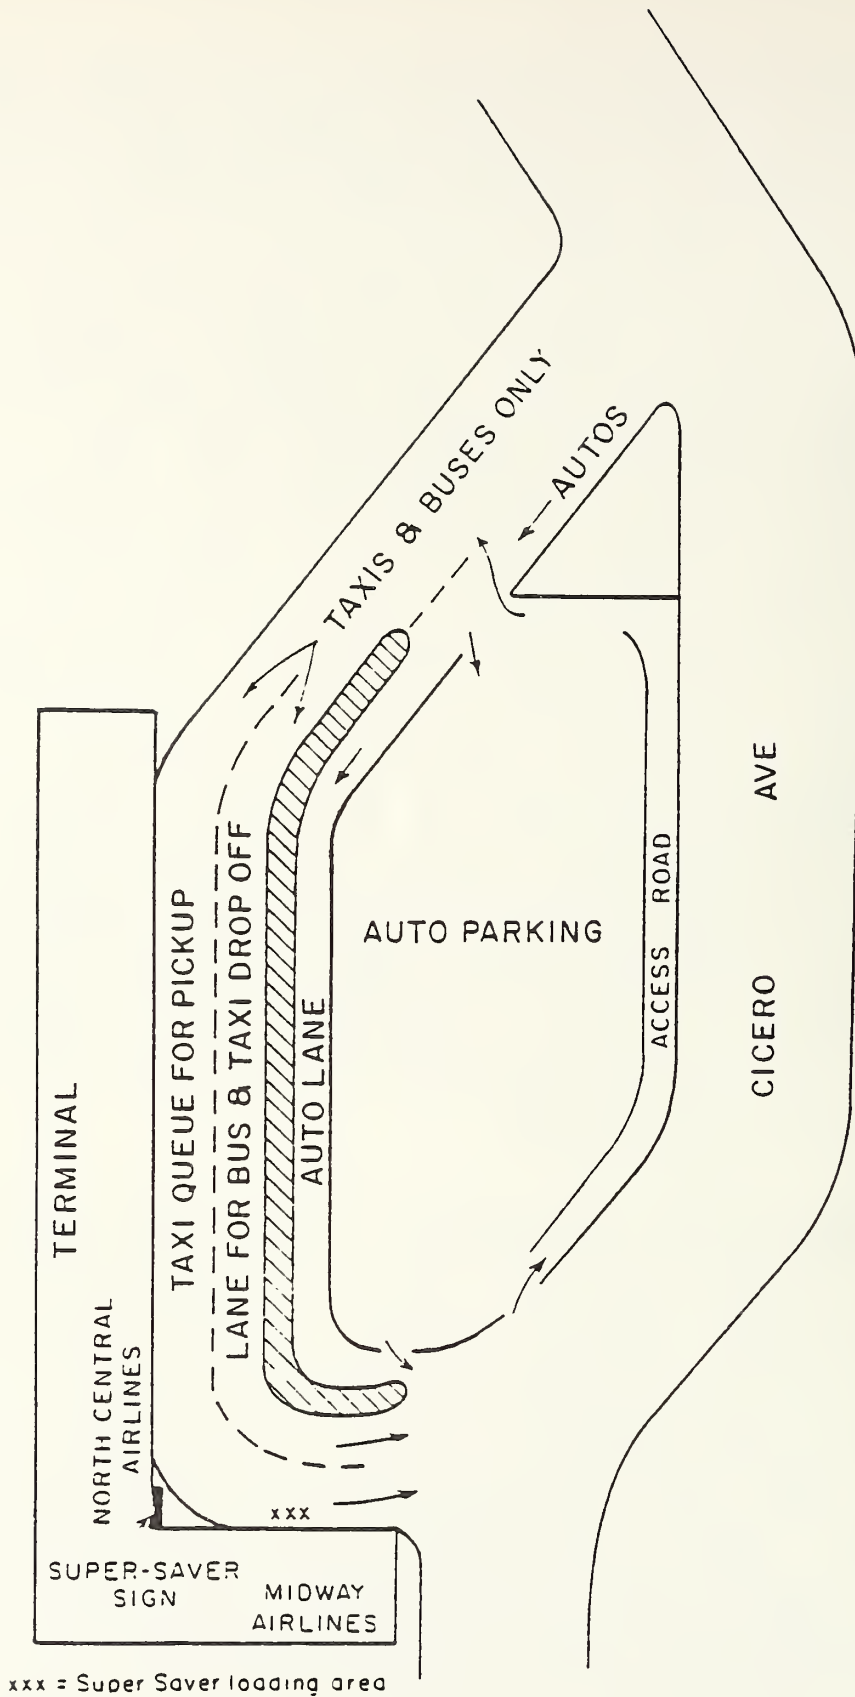 TAXIS & BUSES ONLY
AUTOS
TERMINAL
TAXI QUEUE FOR PICKUP
LANE FOR BUS & TAXI DROP OFF
AUTO LANE
AUTO PARKING
ACCESS ROAD
CICERO AVE
NORTH CENTRAL
AIRLINES
xxx
SUPER-SAVER
SIGN
MIDWAY
AIRLINES
xxx = Super Saver loading area